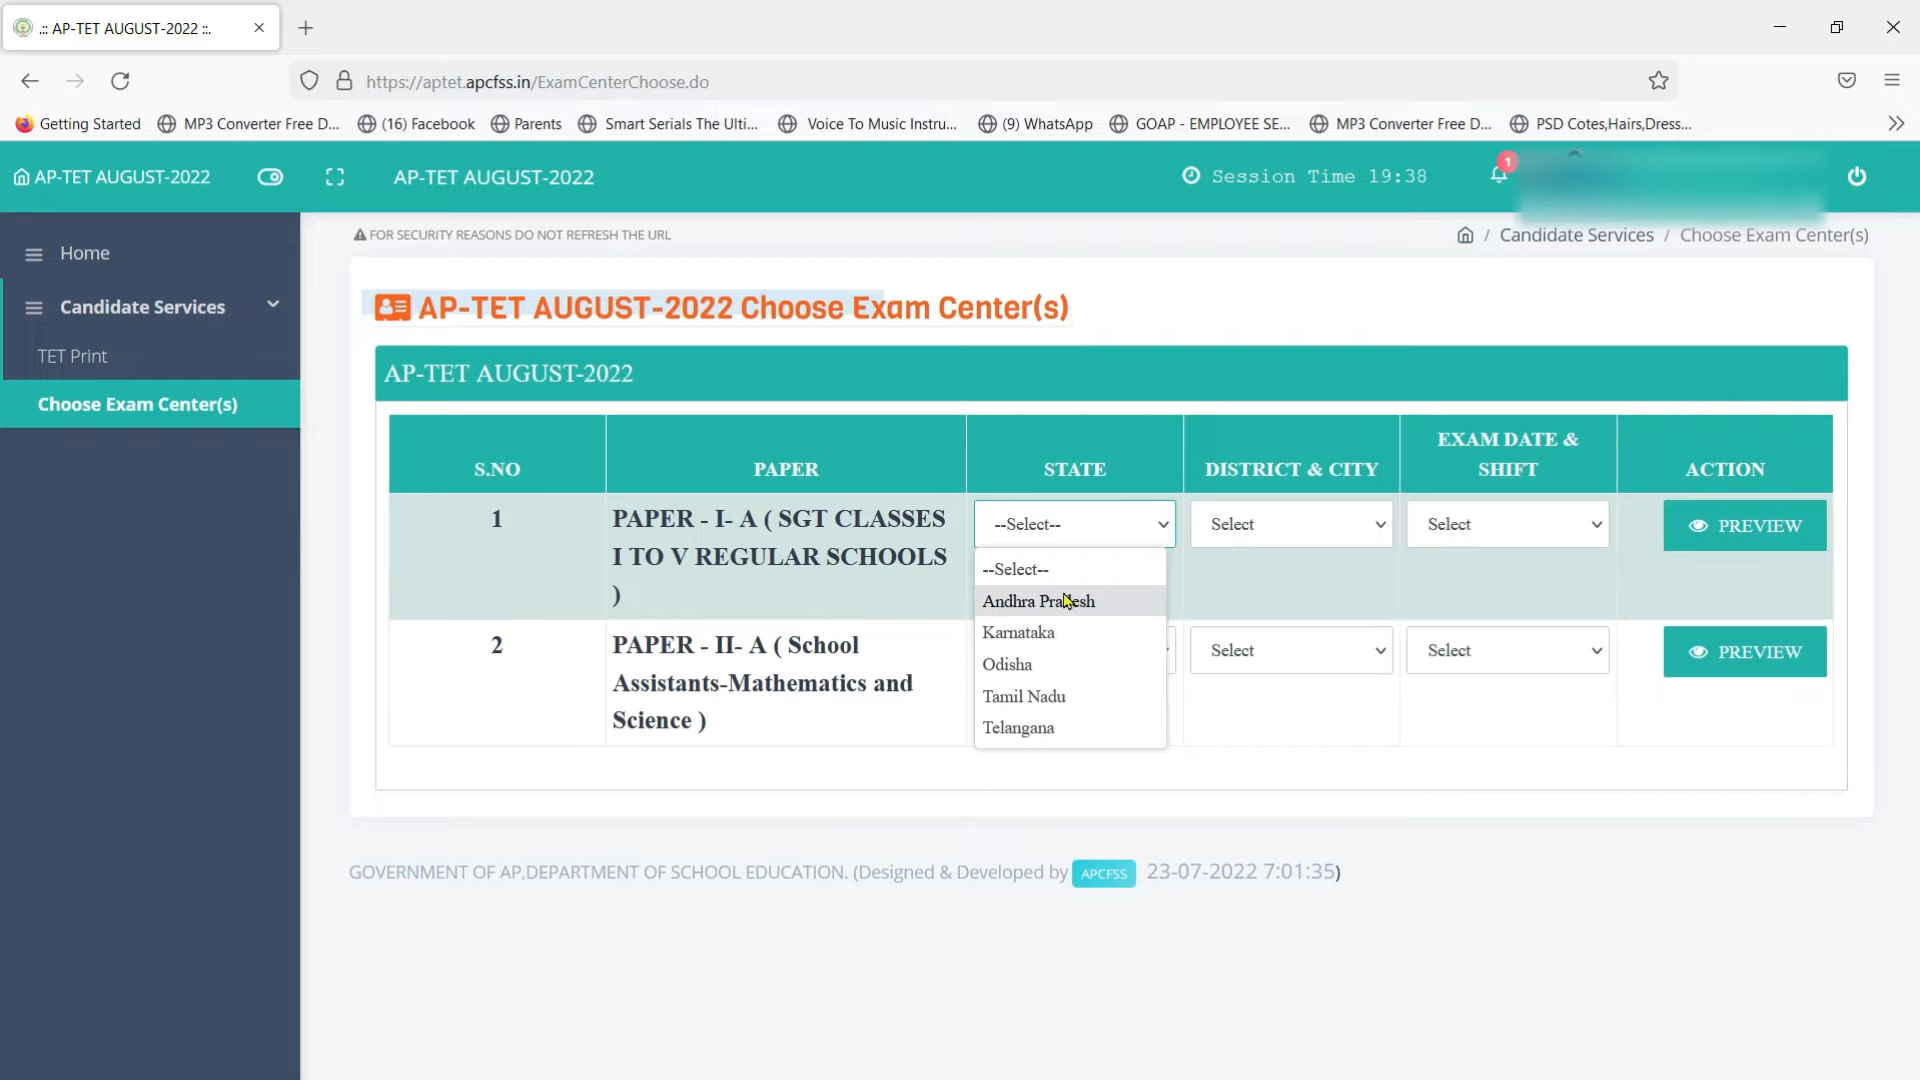 .:: AP-TET AUGUST-2022 ::.
https://aptet.apcfss.in/ExamCenterChoose.do
Getting Started
MP3 Converter Free D...
(16) Facebook
Parents
Smart Serials The Ulti...
Voice To Music Instru...
(9) WhatsApp
GOAP - EMPLOYEE SE...
MP3 Converter Free D...
PSD Cotes,Hairs,Dress...
AP-TET AUGUST-2022
AP-TET AUGUST-2022
Session Time 19:38
1
Home
Candidate Services
TET Print
Choose Exam Center(s)
FOR SECURITY REASONS DO NOT REFRESH THE URL
/ Candidate Services / Choose Exam Center(s)
AP-TET AUGUST-2022 Choose Exam Center(s)
AP-TET AUGUST-2022
S.NO
PAPER
STATE
DISTRICT & CITY
EXAM DATE &
SHIFT
ACTION
1
PAPER - I- A ( SGT CLASSES
I TO V REGULAR SCHOOLS
)
--Select--
Select
Select
PREVIEW
--Select--
Andhra Pradesh
Karnataka
Odisha
Tamil Nadu
Telangana
2
PAPER - II- A ( School
Assistants-Mathematics and
Science )
Select
Select
PREVIEW
GOVERNMENT OF AP,DEPARTMENT OF SCHOOL EDUCATION. (Designed & Developed by APCFSS 23-07-2022 7:01:35)